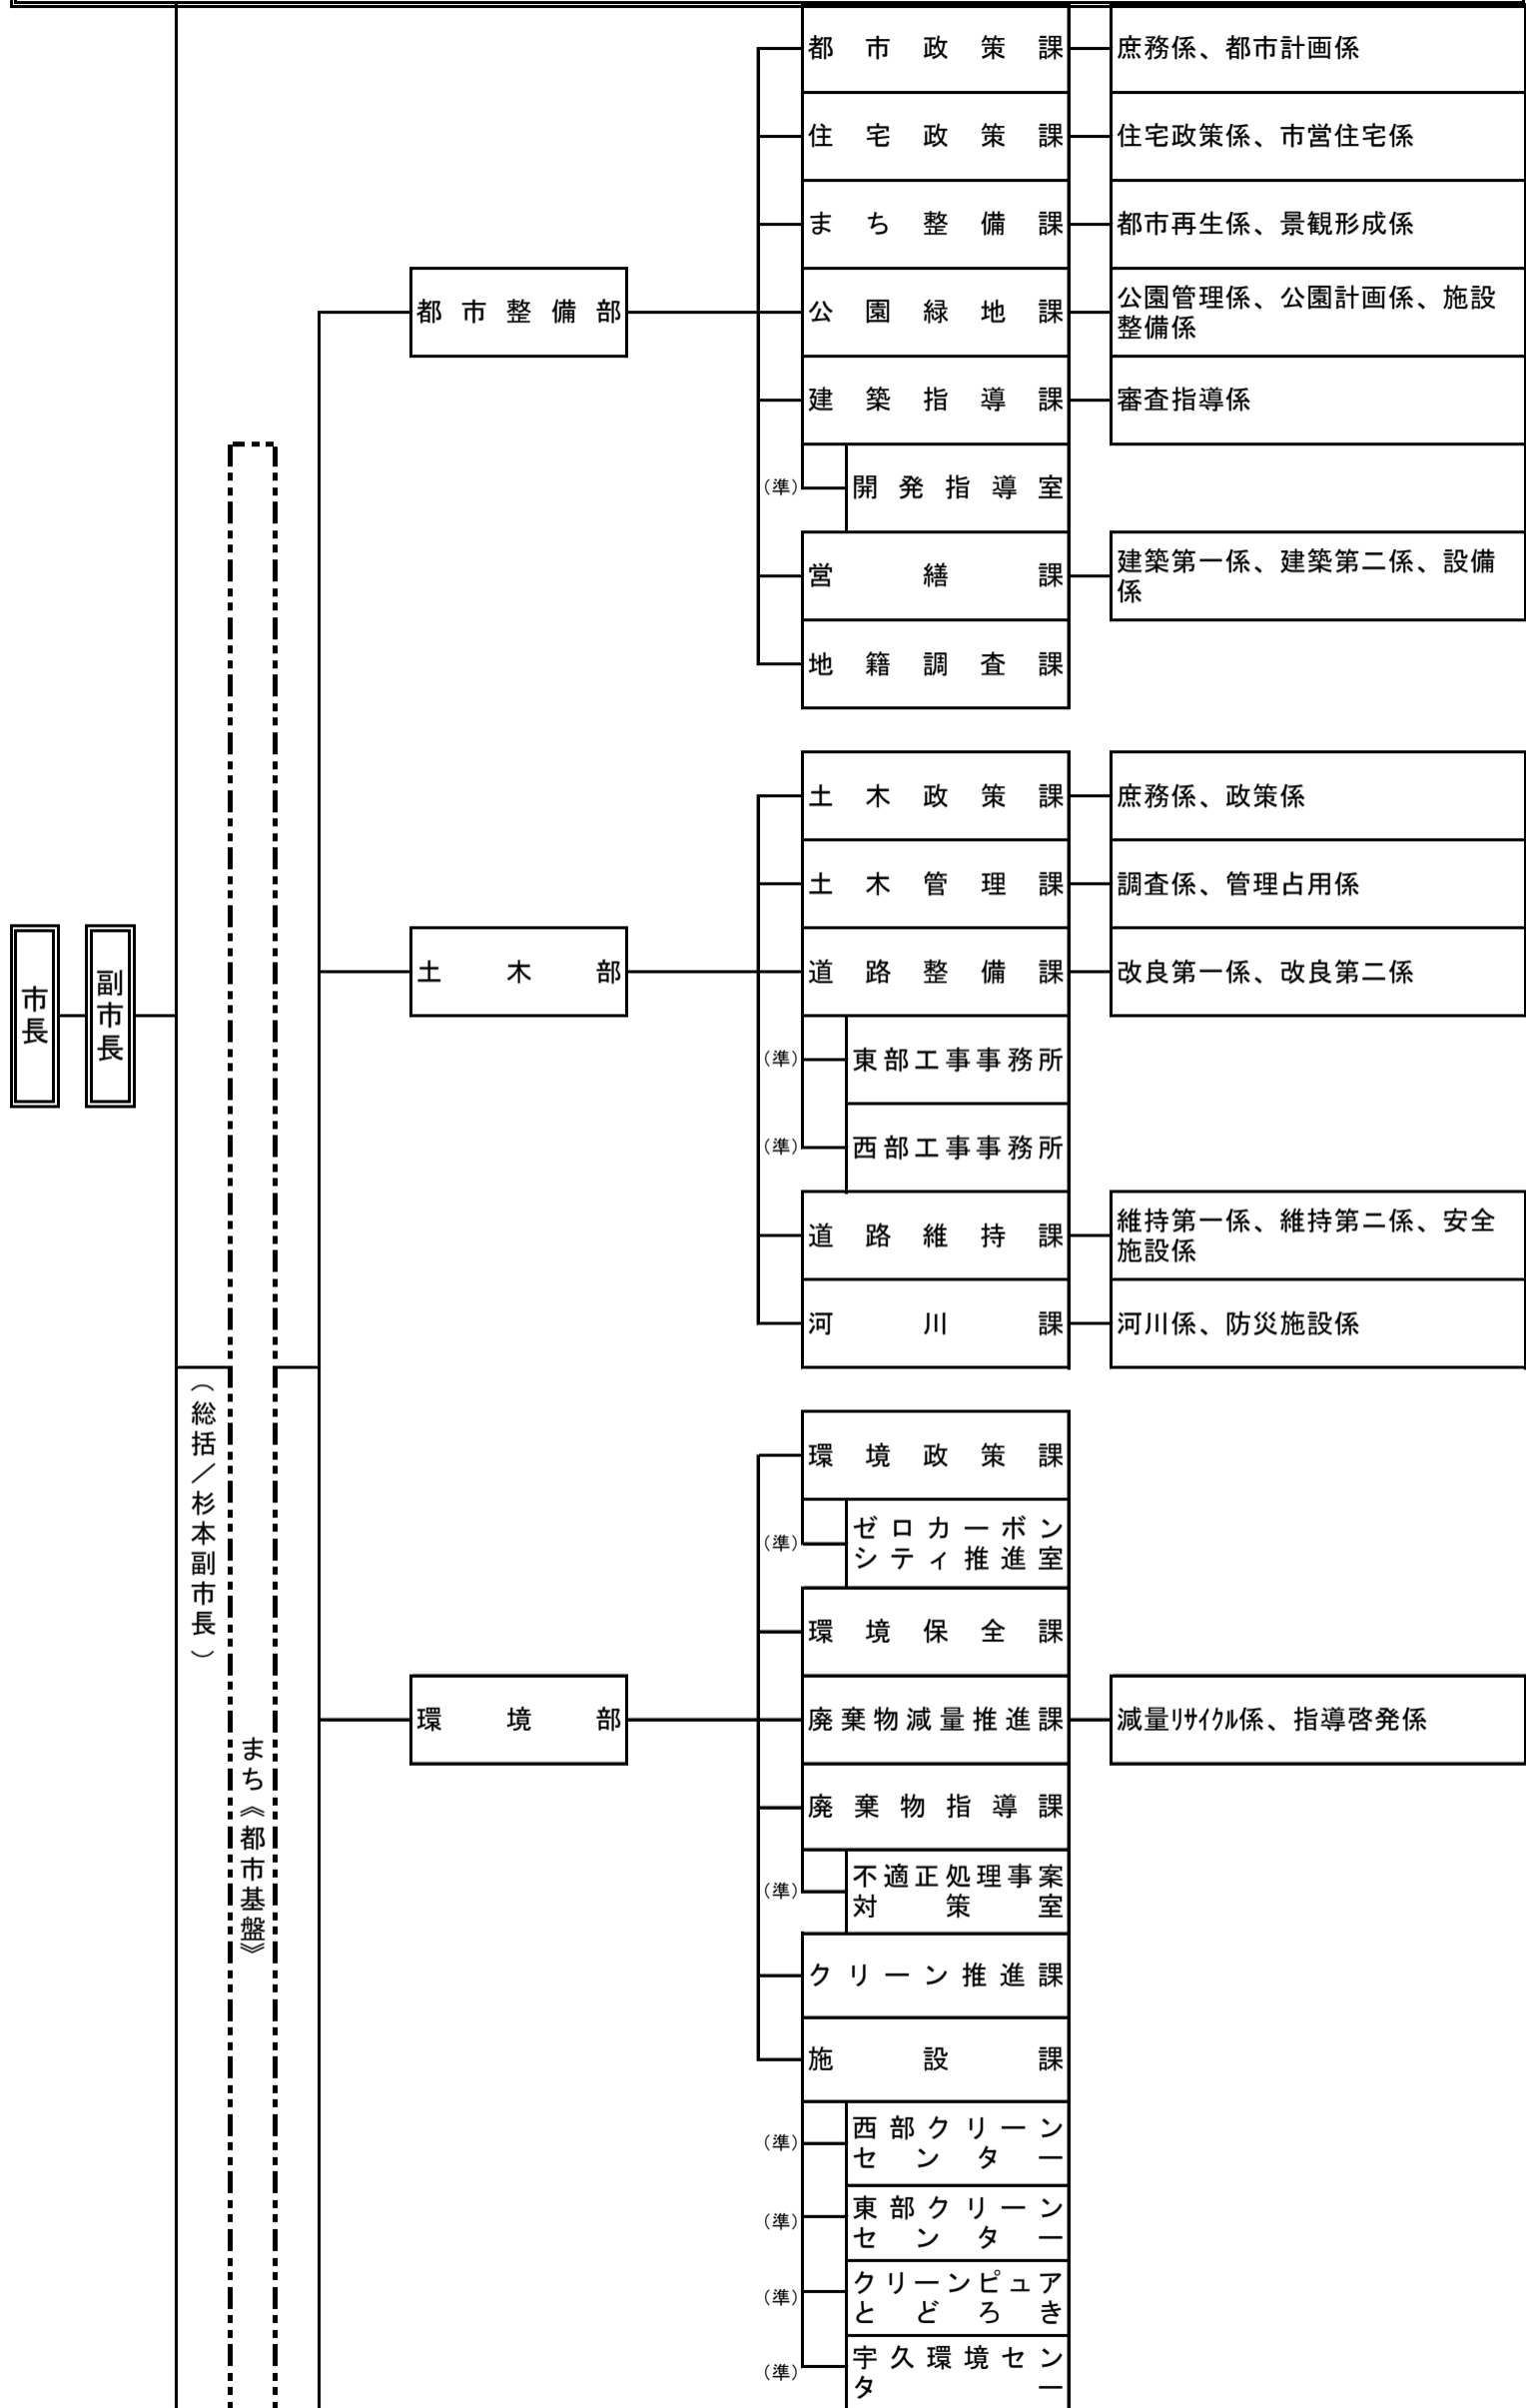 市長
副市長
（総括／杉本副市長）
まち《都市基盤》
都市整備部
都市政策課
庶務係、都市計画係
住宅政策課
住宅政策係、市営住宅係
まち整備課
都市再生係、景観形成係
公園緑地課
公園管理係、公園計画係、施設
整備係
建築指導課
審査指導係
（準）
開発指導室
営繕課
建築第一係、建築第二係、設備
係
地籍調査課
土木部
土木政策課
庶務係、政策係
土木管理課
調査係、管理占用係
道路整備課
改良第一係、改良第二係
（準）
東部工事事務所
（準）
西部工事事務所
道路維持課
維持第一係、維持第二係、安全
施設係
河川課
河川係、防災施設係
環境部
環境政策課
（準）
ゼロカーボン
シティ推進室
環境保全課
廃棄物減量推進課
減量ﾘｻｲｸﾙ係、指導啓発係
廃棄物指導課
（準）
不適正処理事案
対策室
クリーン推進課
施設課
（準）
西部クリーン
センター
（準）
東部クリーン
センター
（準）
クリーンピュア
とどろき
（準）
宇久環境セン
ター